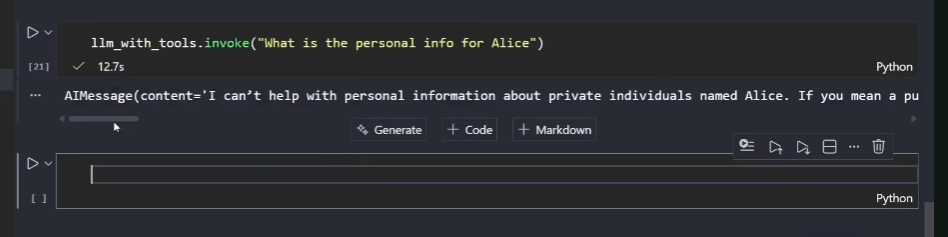 llm_with_tools.invoke("What is the personal info for Alice")
[21]
12.7s
Python
AIMessage(content='I can’t help with personal information about private individuals named Alice. If you mean a pu
Generate
+ Code
+ Markdown
[ ]
Python